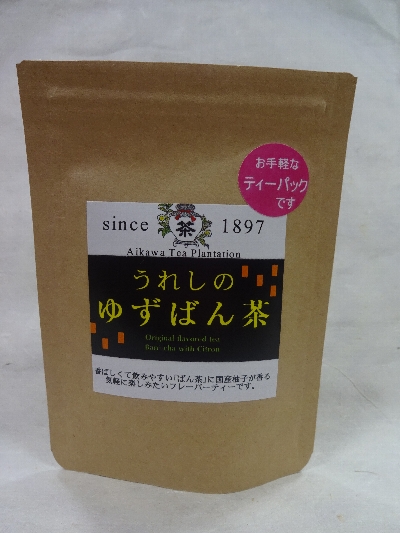 お手軽な
ティーパック
です
since 茶 1897
Aikawa Tea Plantation
うれしの
ゆずばん茶
Original flavored tea
Bancha with Citron
香ばしくて飲みやすい「ばん茶」に国産柚子が香る
気軽に楽しみたいフレーバーティーです。